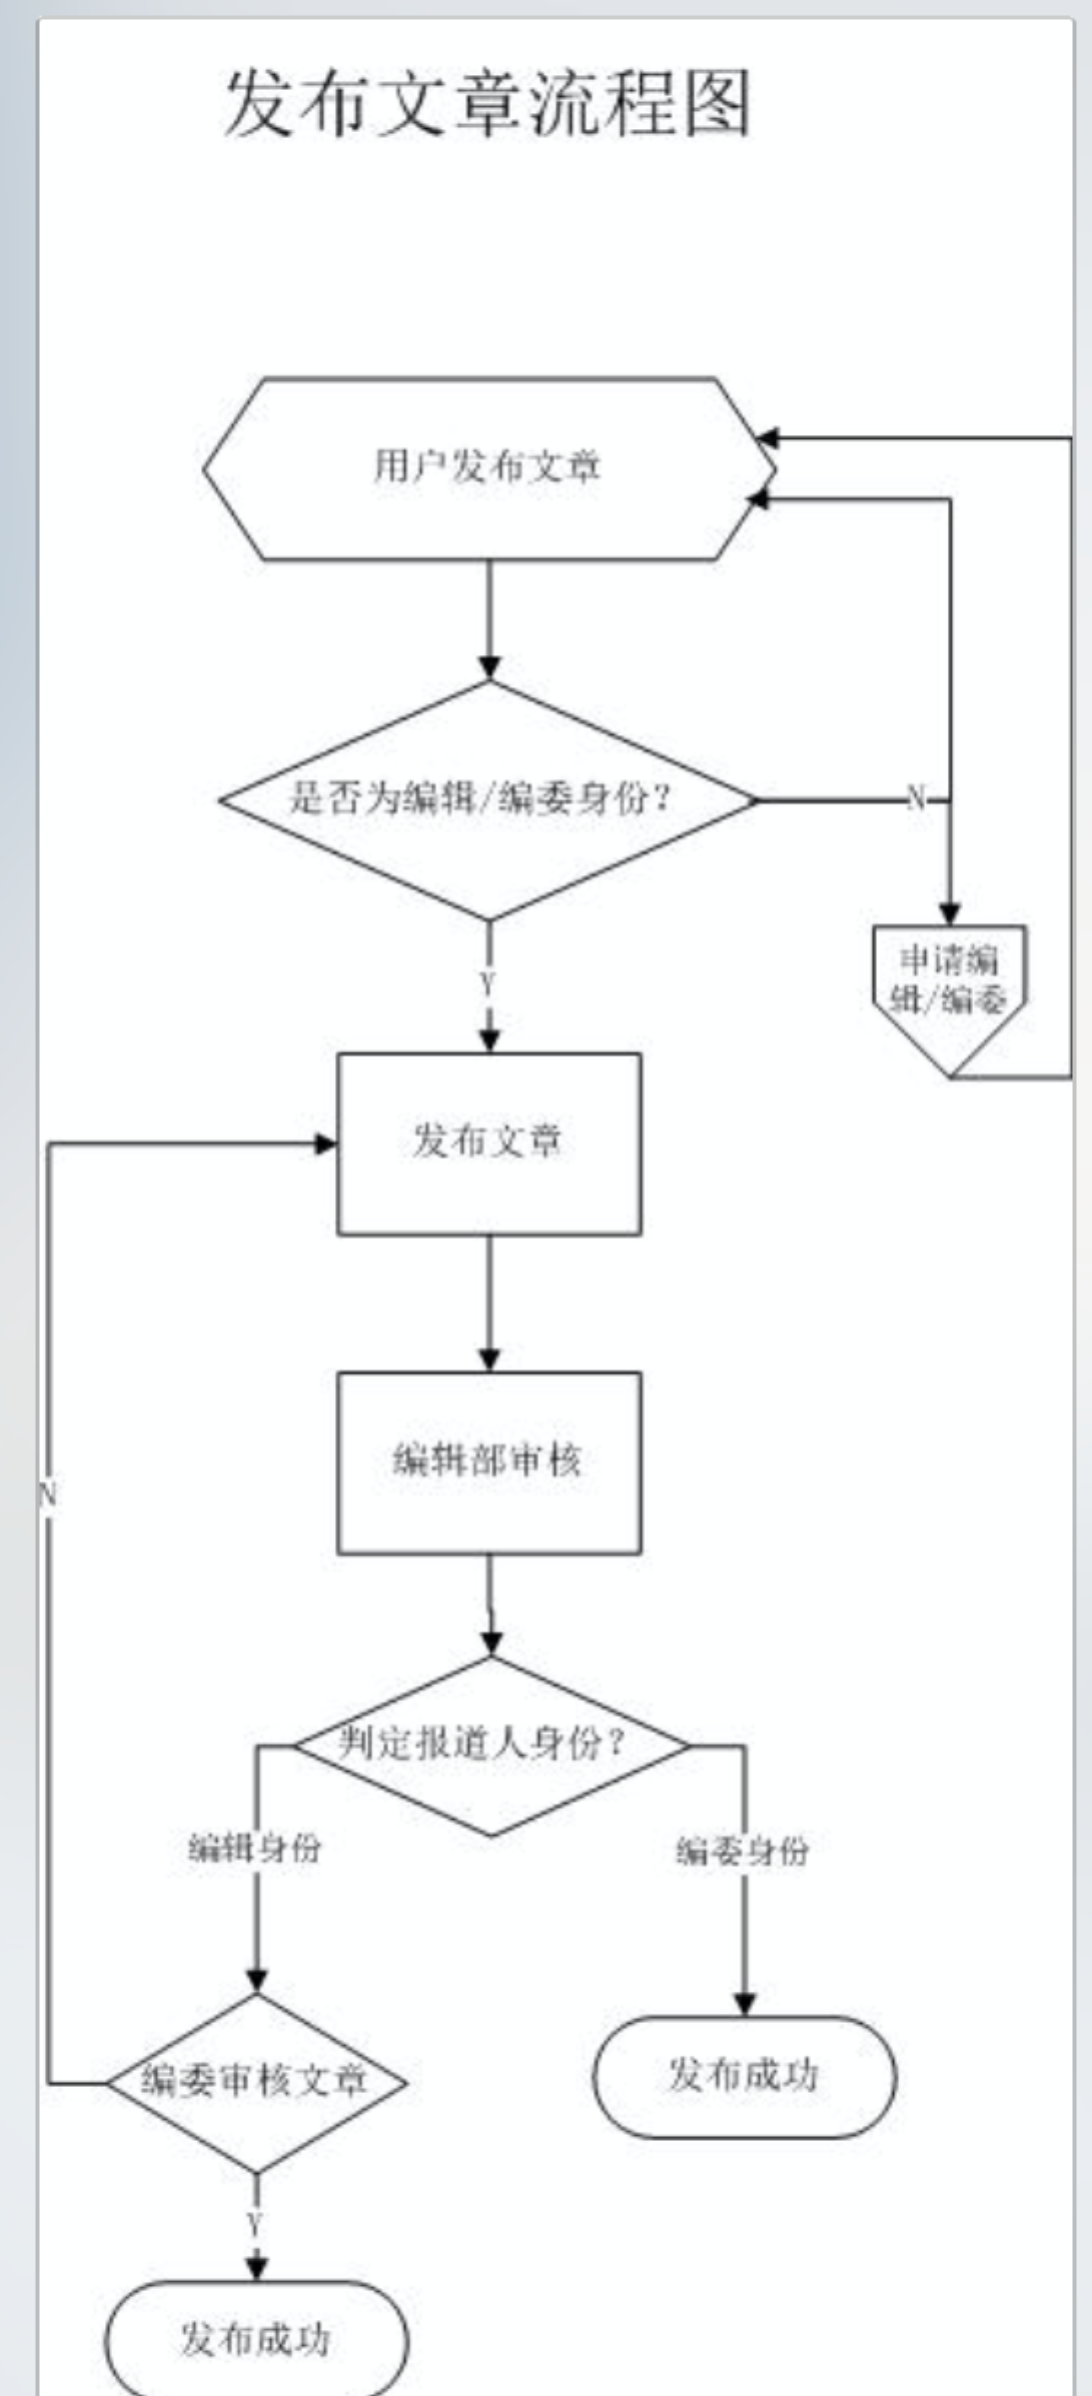 发布文章流程图
用户发布文章
是否为编辑/编委身份?
N
申请编
辑/编委
Y
发布文章
编辑部审核
N
判定报道人身份?
编辑身份
编委身份
编委审核文章
发布成功
Y
发布成功